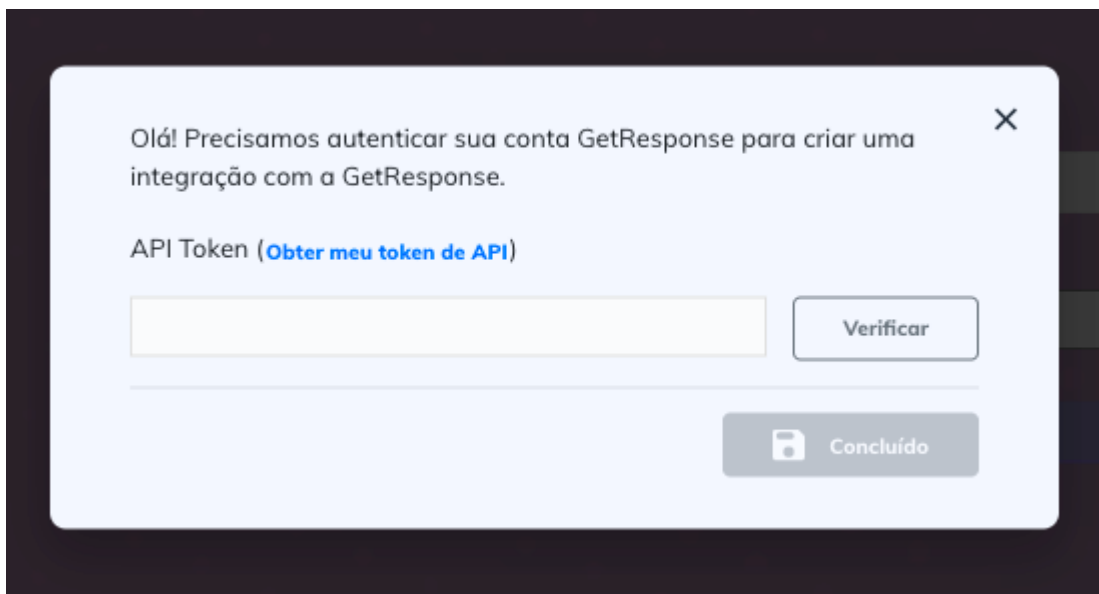 Olá! Precisamos autenticar sua conta GetResponse para criar uma
integração com a GetResponse.
API Token (Obter meu token de API)
Verificar
Concluído